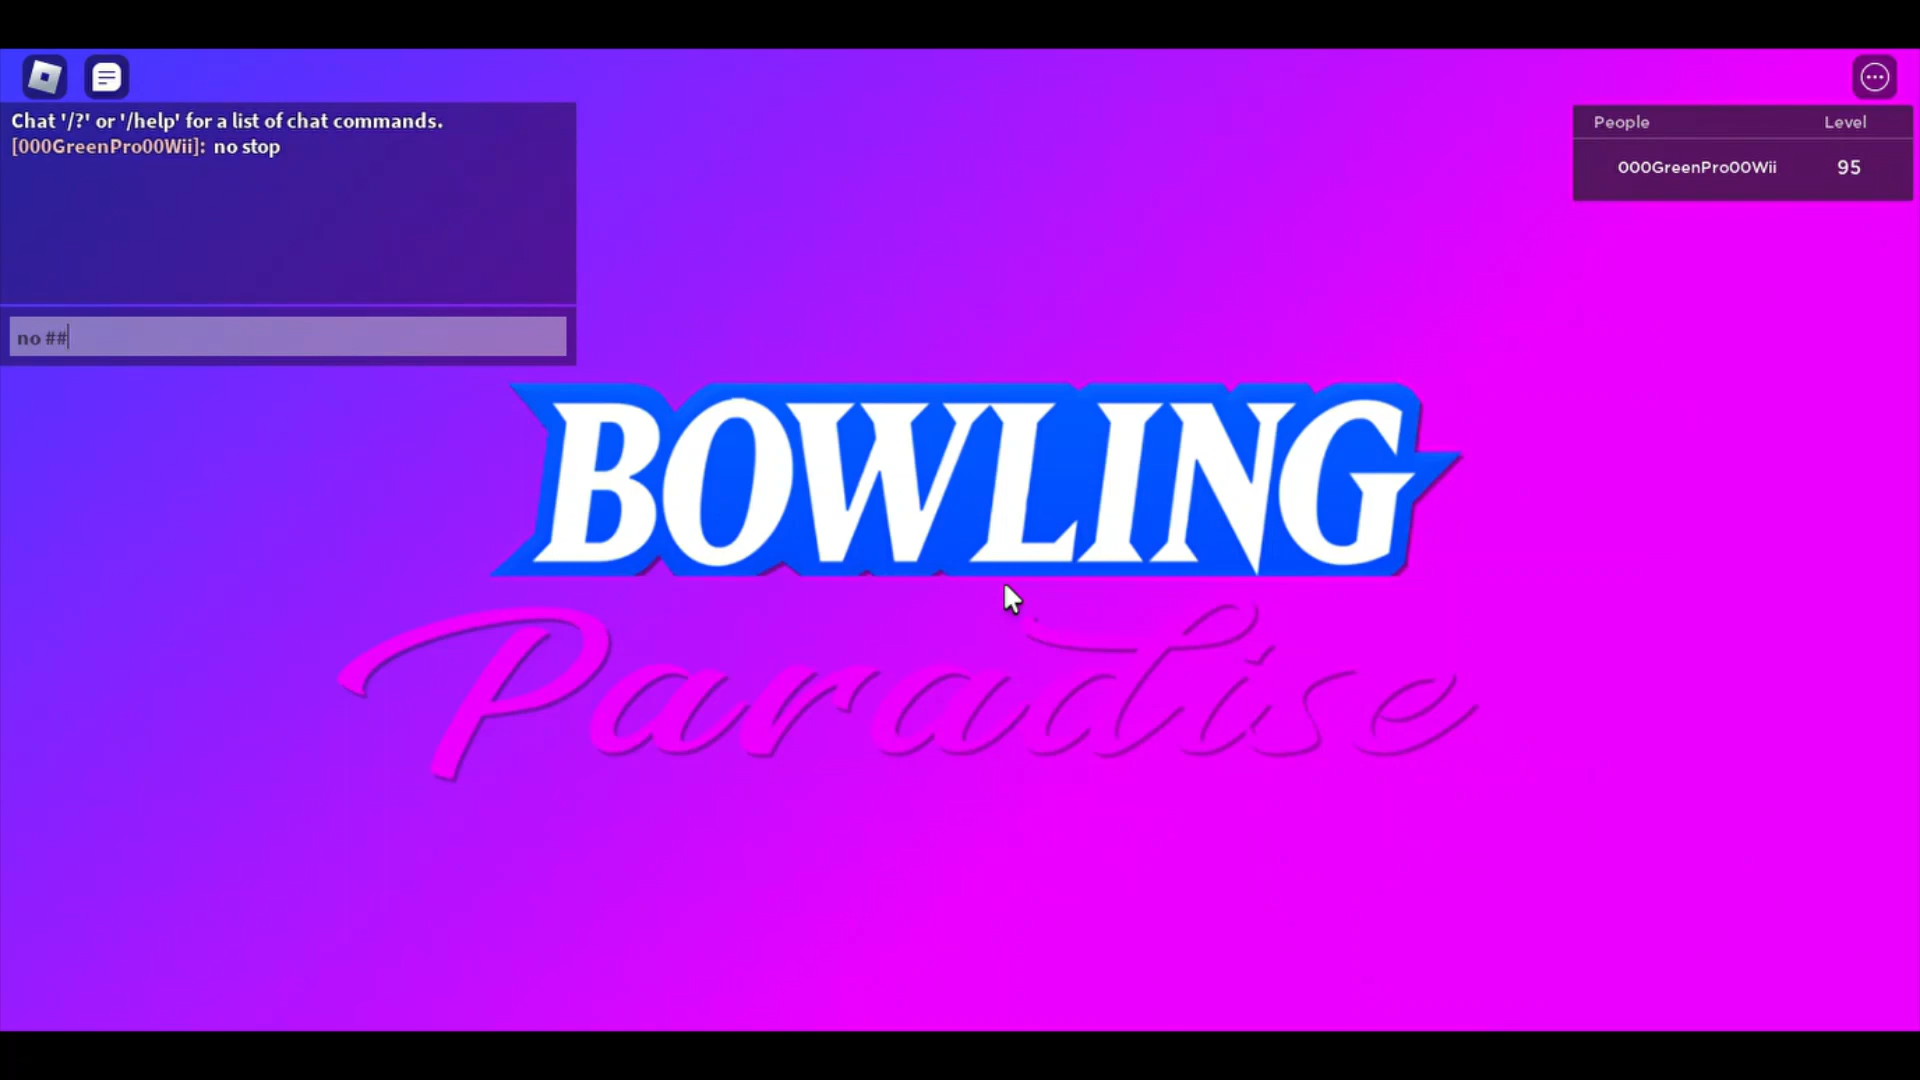 Chat '/?' or '/help' for a list of chat commands.
[000GreenPro00Wii]: no stop
no ##
People Level
000GreenPro00Wii 95
BOWLING
Paradise